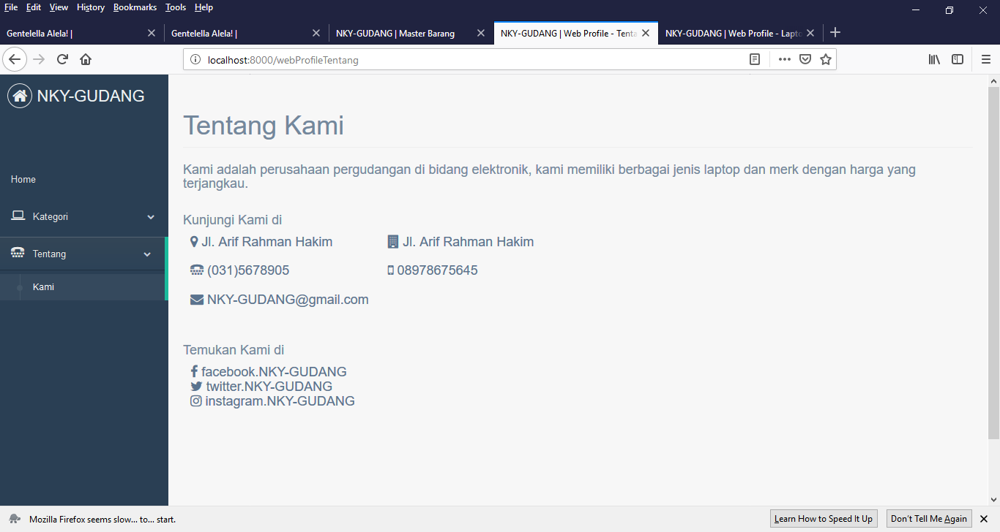 File Edit View History Bookmarks Tools Help
Gentelella Alela! |
Gentelella Alela! |
NKY-GUDANG | Master Barang
NKY-GUDANG | Web Profile - Tenta
NKY-GUDANG | Web Profile - Lapto
localhost:8000/webProfileTentang
NKY-GUDANG
Home
Kategori
Tentang
Kami
Tentang Kami
Kami adalah perusahaan pergudangan di bidang elektronik, kami memiliki berbagai jenis laptop dan merk dengan harga yang
terjangkau.
Kunjungi Kami di
Jl. Arif Rahman Hakim
Jl. Arif Rahman Hakim
(031)5678905
08978675645
NKY-GUDANG@gmail.com
Temukan Kami di
facebook.NKY-GUDANG
twitter.NKY-GUDANG
instagram.NKY-GUDANG
Mozilla Firefox seems slow... to... start.
Learn How to Speed It Up
Don't Tell Me Again